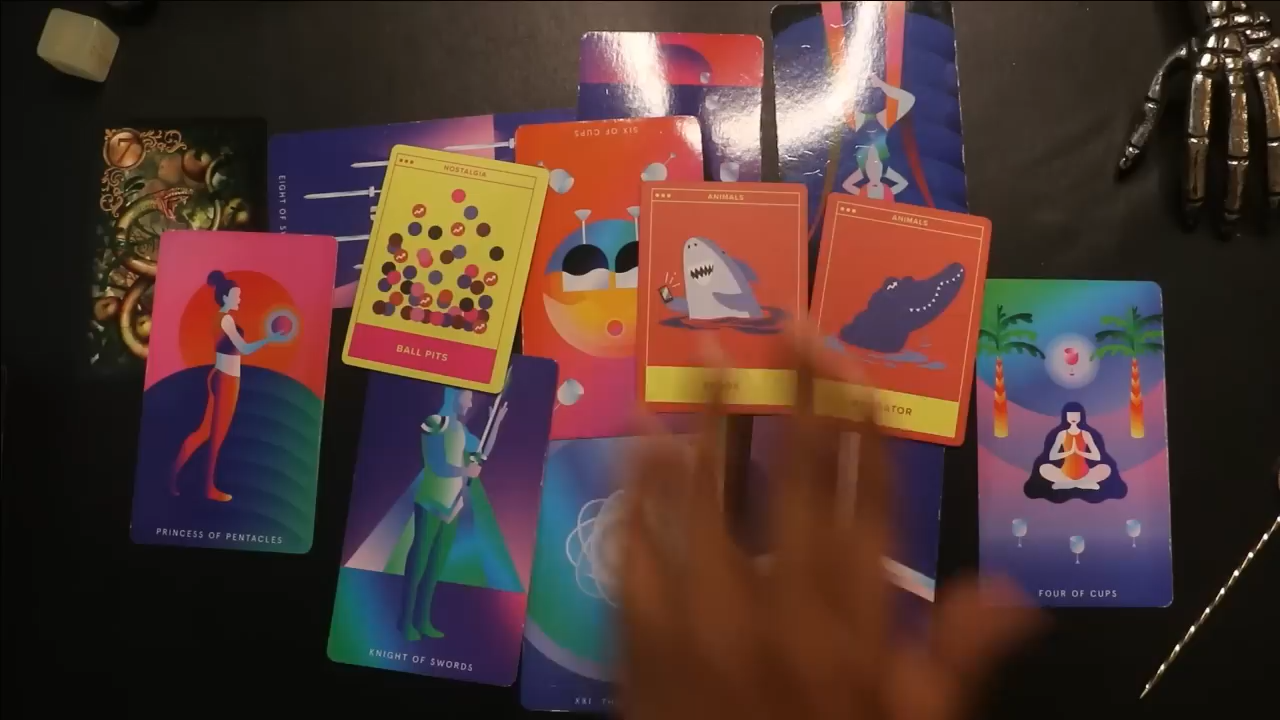 7
EIGHT OF
NOSTALGIA
BALL PITS
SIX OF CUPS
ANIMALS
ANIMALS
PRINCESS OF PENTACLES
KNIGHT OF SWORDS
XXI
FOUR OF CUPS